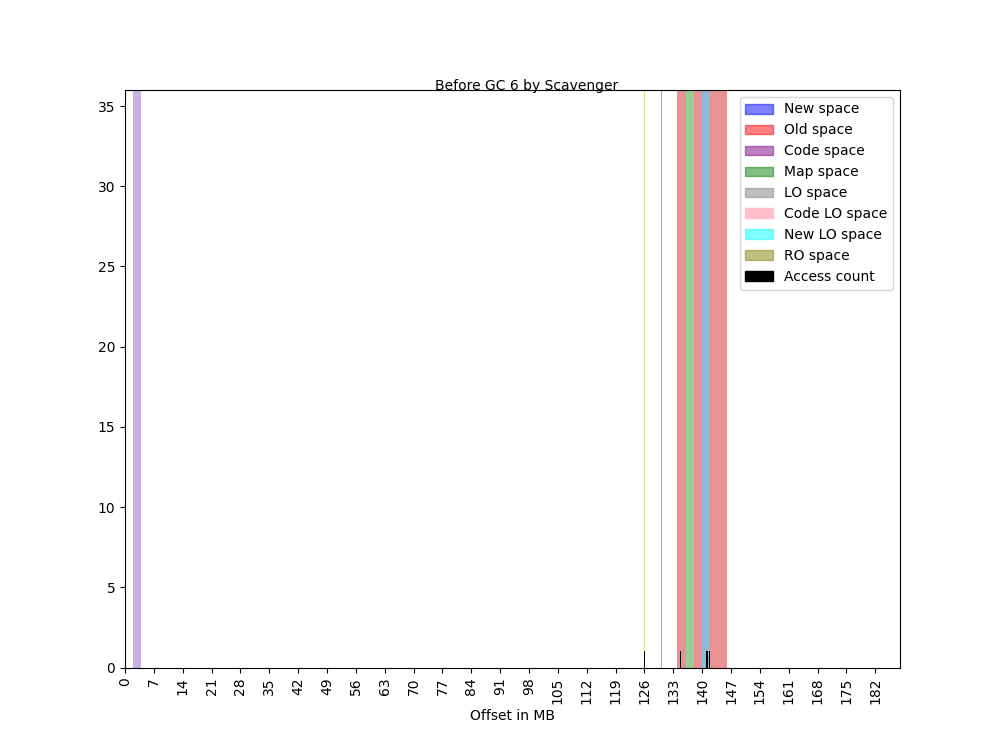 Before GC 6 by Scavenger
35
30
25
20
15
10
5
0
New space
Old space
Code space
Map space
LO space
Code LO space
New LO space
RO space
Access count
0 7 14 21 28 35 42 49 56 63 70 77 84 91 98 105 112 119 126 133 140 147 154 161 168 175 182
Offset in MB